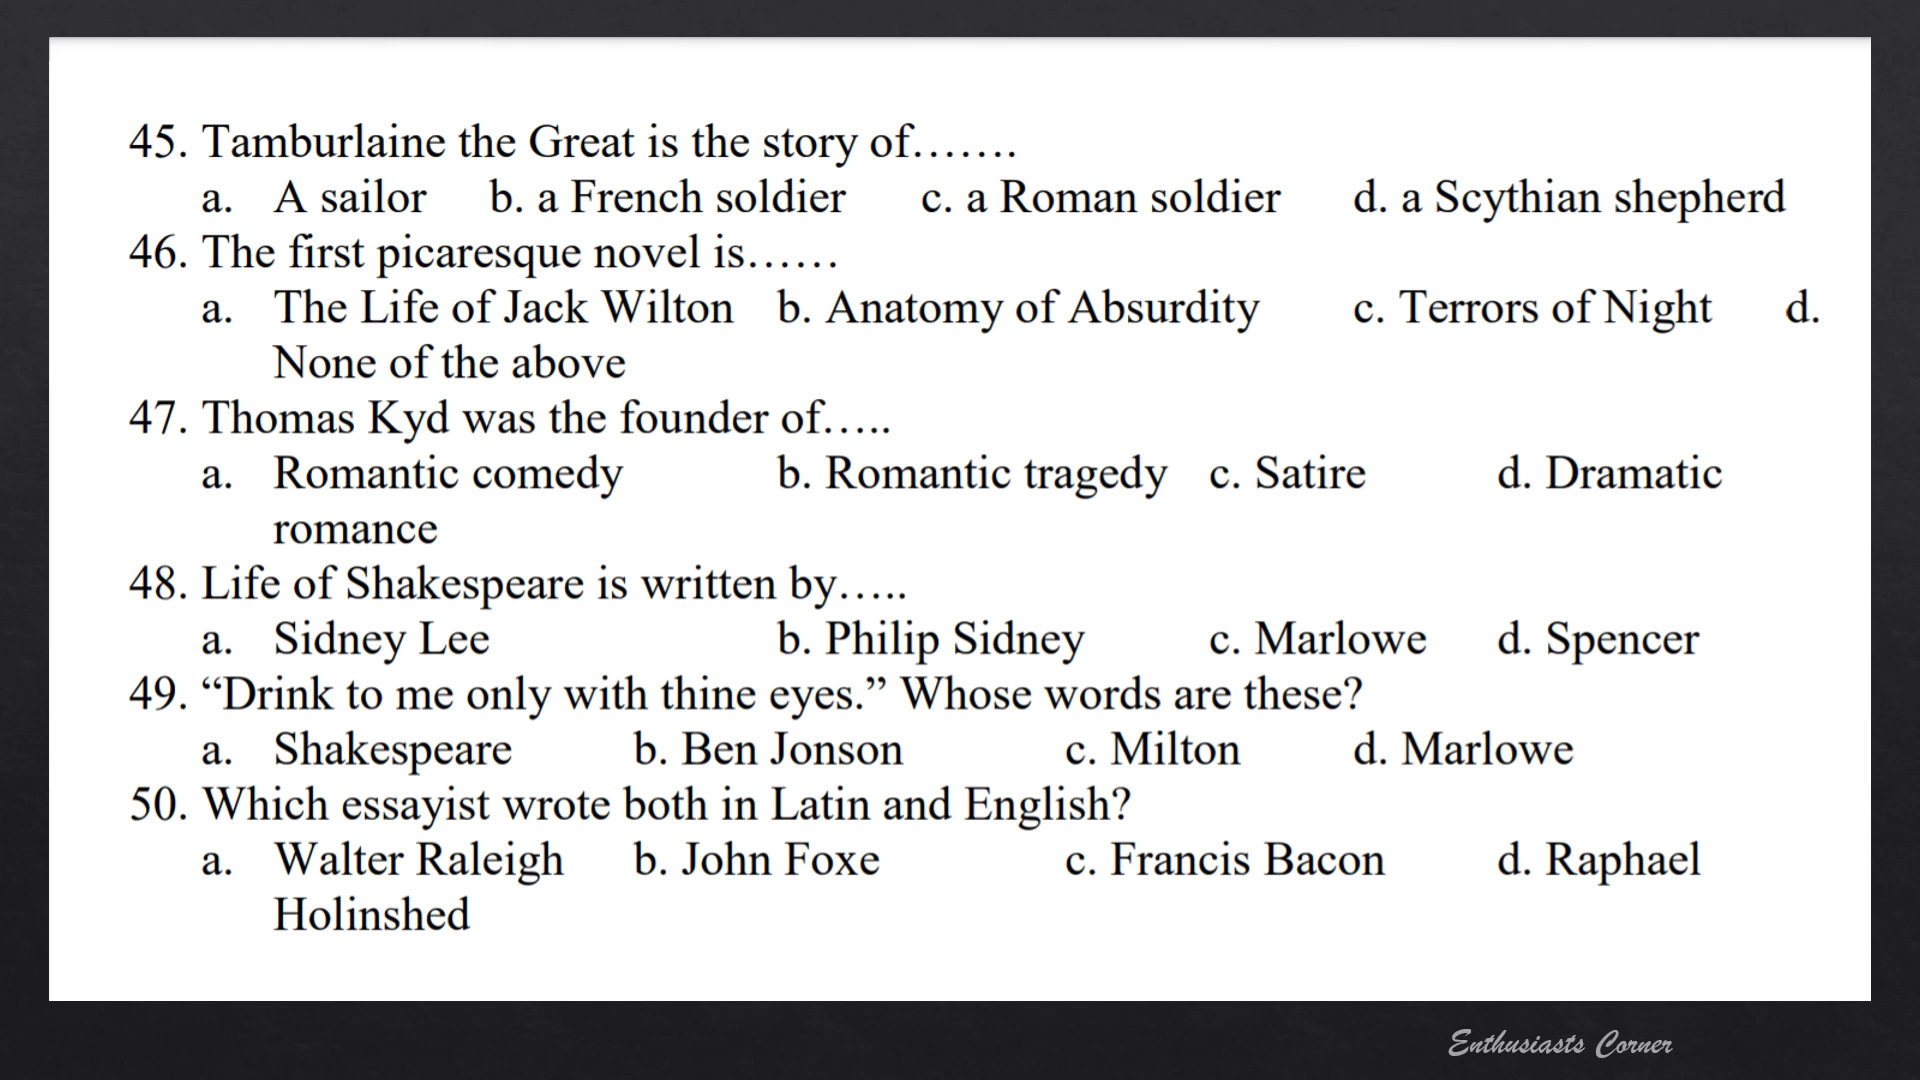 45. Tamburlaine the Great is the story of…….
a. A sailor b. a French soldier c. a Roman soldier d. a Scythian shepherd
46. The first picaresque novel is……
a. The Life of Jack Wilton b. Anatomy of Absurdity c. Terrors of Night d.
None of the above
47. Thomas Kyd was the founder of…..
a. Romantic comedy b. Romantic tragedy c. Satire d. Dramatic
romance
48. Life of Shakespeare is written by…..
a. Sidney Lee b. Philip Sidney c. Marlowe d. Spencer
49. “Drink to me only with thine eyes.” Whose words are these?
a. Shakespeare b. Ben Jonson c. Milton d. Marlowe
50. Which essayist wrote both in Latin and English?
a. Walter Raleigh b. John Foxe c. Francis Bacon d. Raphael
Holinshed
Enthusiasts Corner